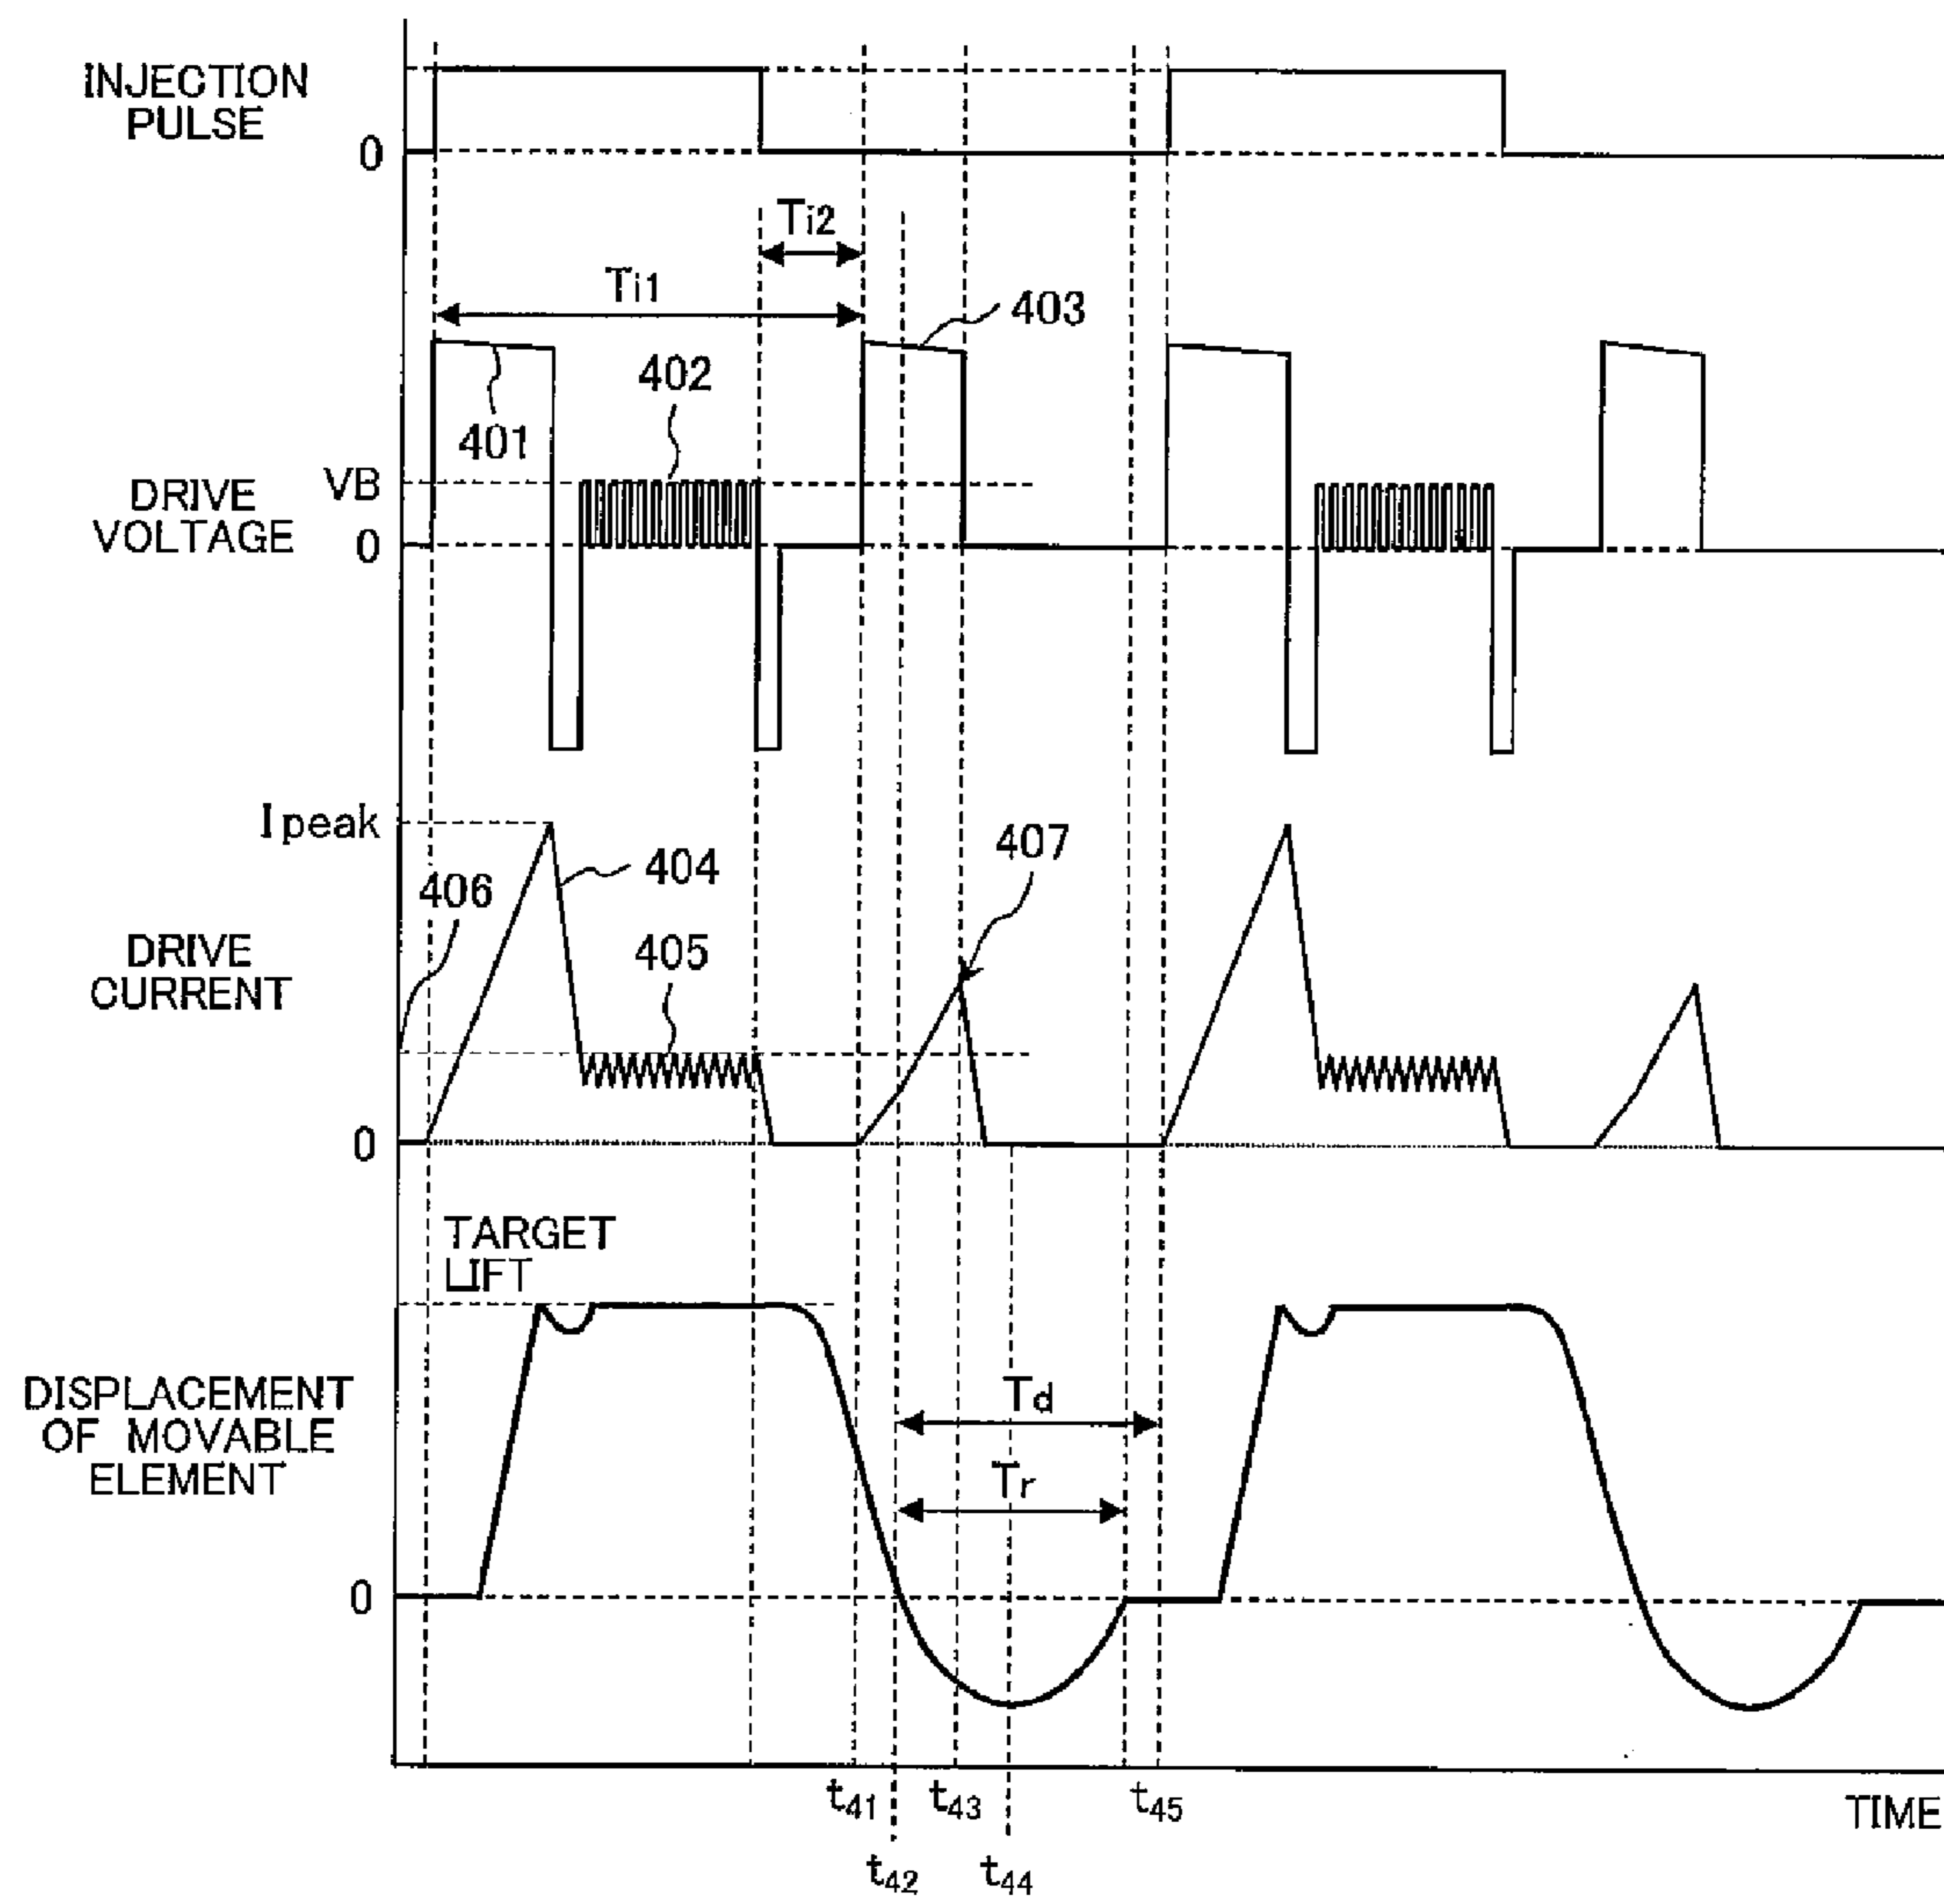 INJECTION
PULSE
0
Ti2
Ti1
403
402
401
VB
DRIVE
VOLTAGE
0
Ipeak
407
404
406
405
DRIVE
CURRENT
0
TARGET
LIFT
Td
DISPLACEMENT
OF MOVABLE
ELEMENT
Tr
0
t41
t43
t45
TIME
t42
t44